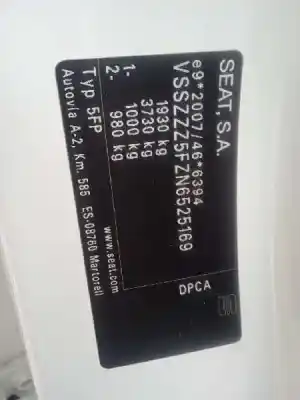 SEAT, S.A.
e9*2007/46*6394
VSSZZZ5FZN6525169
1930 kg
3730 kg
1- 1000 kg
2- 980 kg
Typ 5FP
Autovía A-2, Km. 585 ES-08760 Martorell
www.seat.com
DPCA